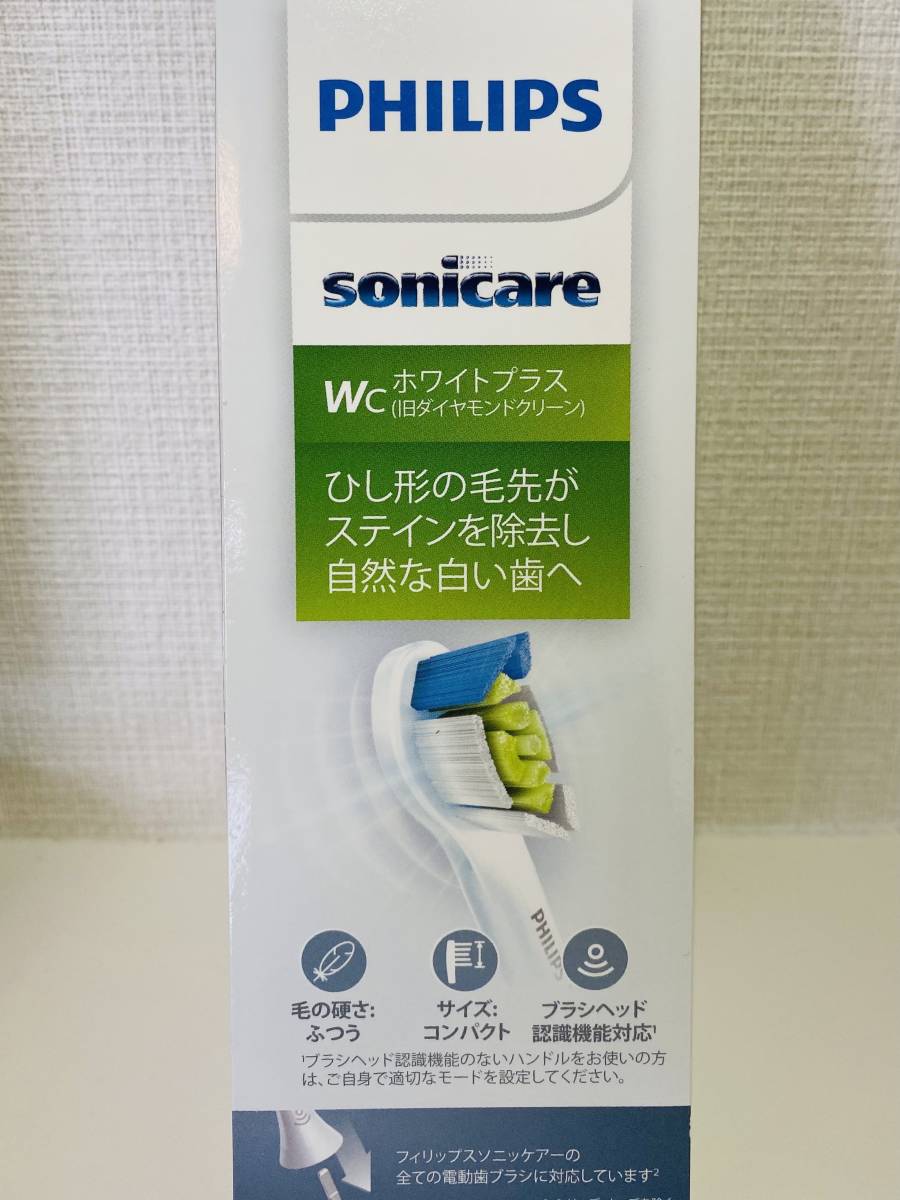 PHILIPS
sonicare
Wc ホワイトプラス
(旧ダイヤモンドクリーン)
ひし形の毛先が
ステインを除去し
自然な白い歯へ
PHILIPS
毛の硬さ:
ふつう
サイズ:
コンパクト
ブラシヘッド
認識機能対応¹
¹ブラシヘッド認識機能のないハンドルをお使いの方
は、ご自身で適切なモードを設定してください。
フィリップスソニッケアーの
全ての電動歯ブラシに対応しています²